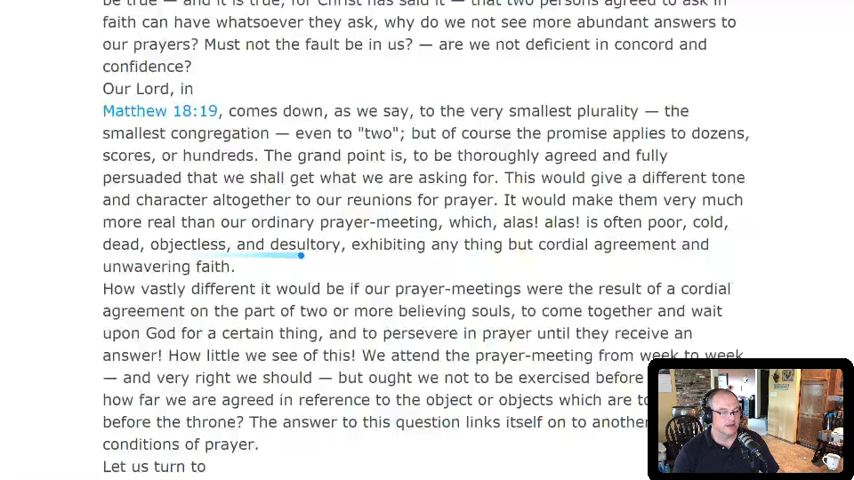 be true — and it is true, for Christ has said it — that two persons agreed to ask in
faith can have whatsoever they ask, why do we not see more abundant answers to
our prayers? Must not the fault be in us? — are we not deficient in concord and
confidence?
Our Lord, in
Matthew 18:19, comes down, as we say, to the very smallest plurality — the
smallest congregation — even to "two"; but of course the promise applies to dozens,
scores, or hundreds. The grand point is, to be thoroughly agreed and fully
persuaded that we shall get what we are asking for. This would give a different tone
and character altogether to our reunions for prayer. It would make them very much
more real than our ordinary prayer-meeting, which, alas! alas! is often poor, cold,
dead, objectless, and desultory, exhibiting any thing but cordial agreement and
unwavering faith.
How vastly different it would be if our prayer-meetings were the result of a cordial
agreement on the part of two or more believing souls, to come together and wait
upon God for a certain thing, and to persevere in prayer until they receive an
answer! How little we see of this! We attend the prayer-meeting from week to week
— and very right we should — but ought we not to be exercised before
how far we are agreed in reference to the object or objects which are to
before the throne? The answer to this question links itself on to another
conditions of prayer.
Let us turn to